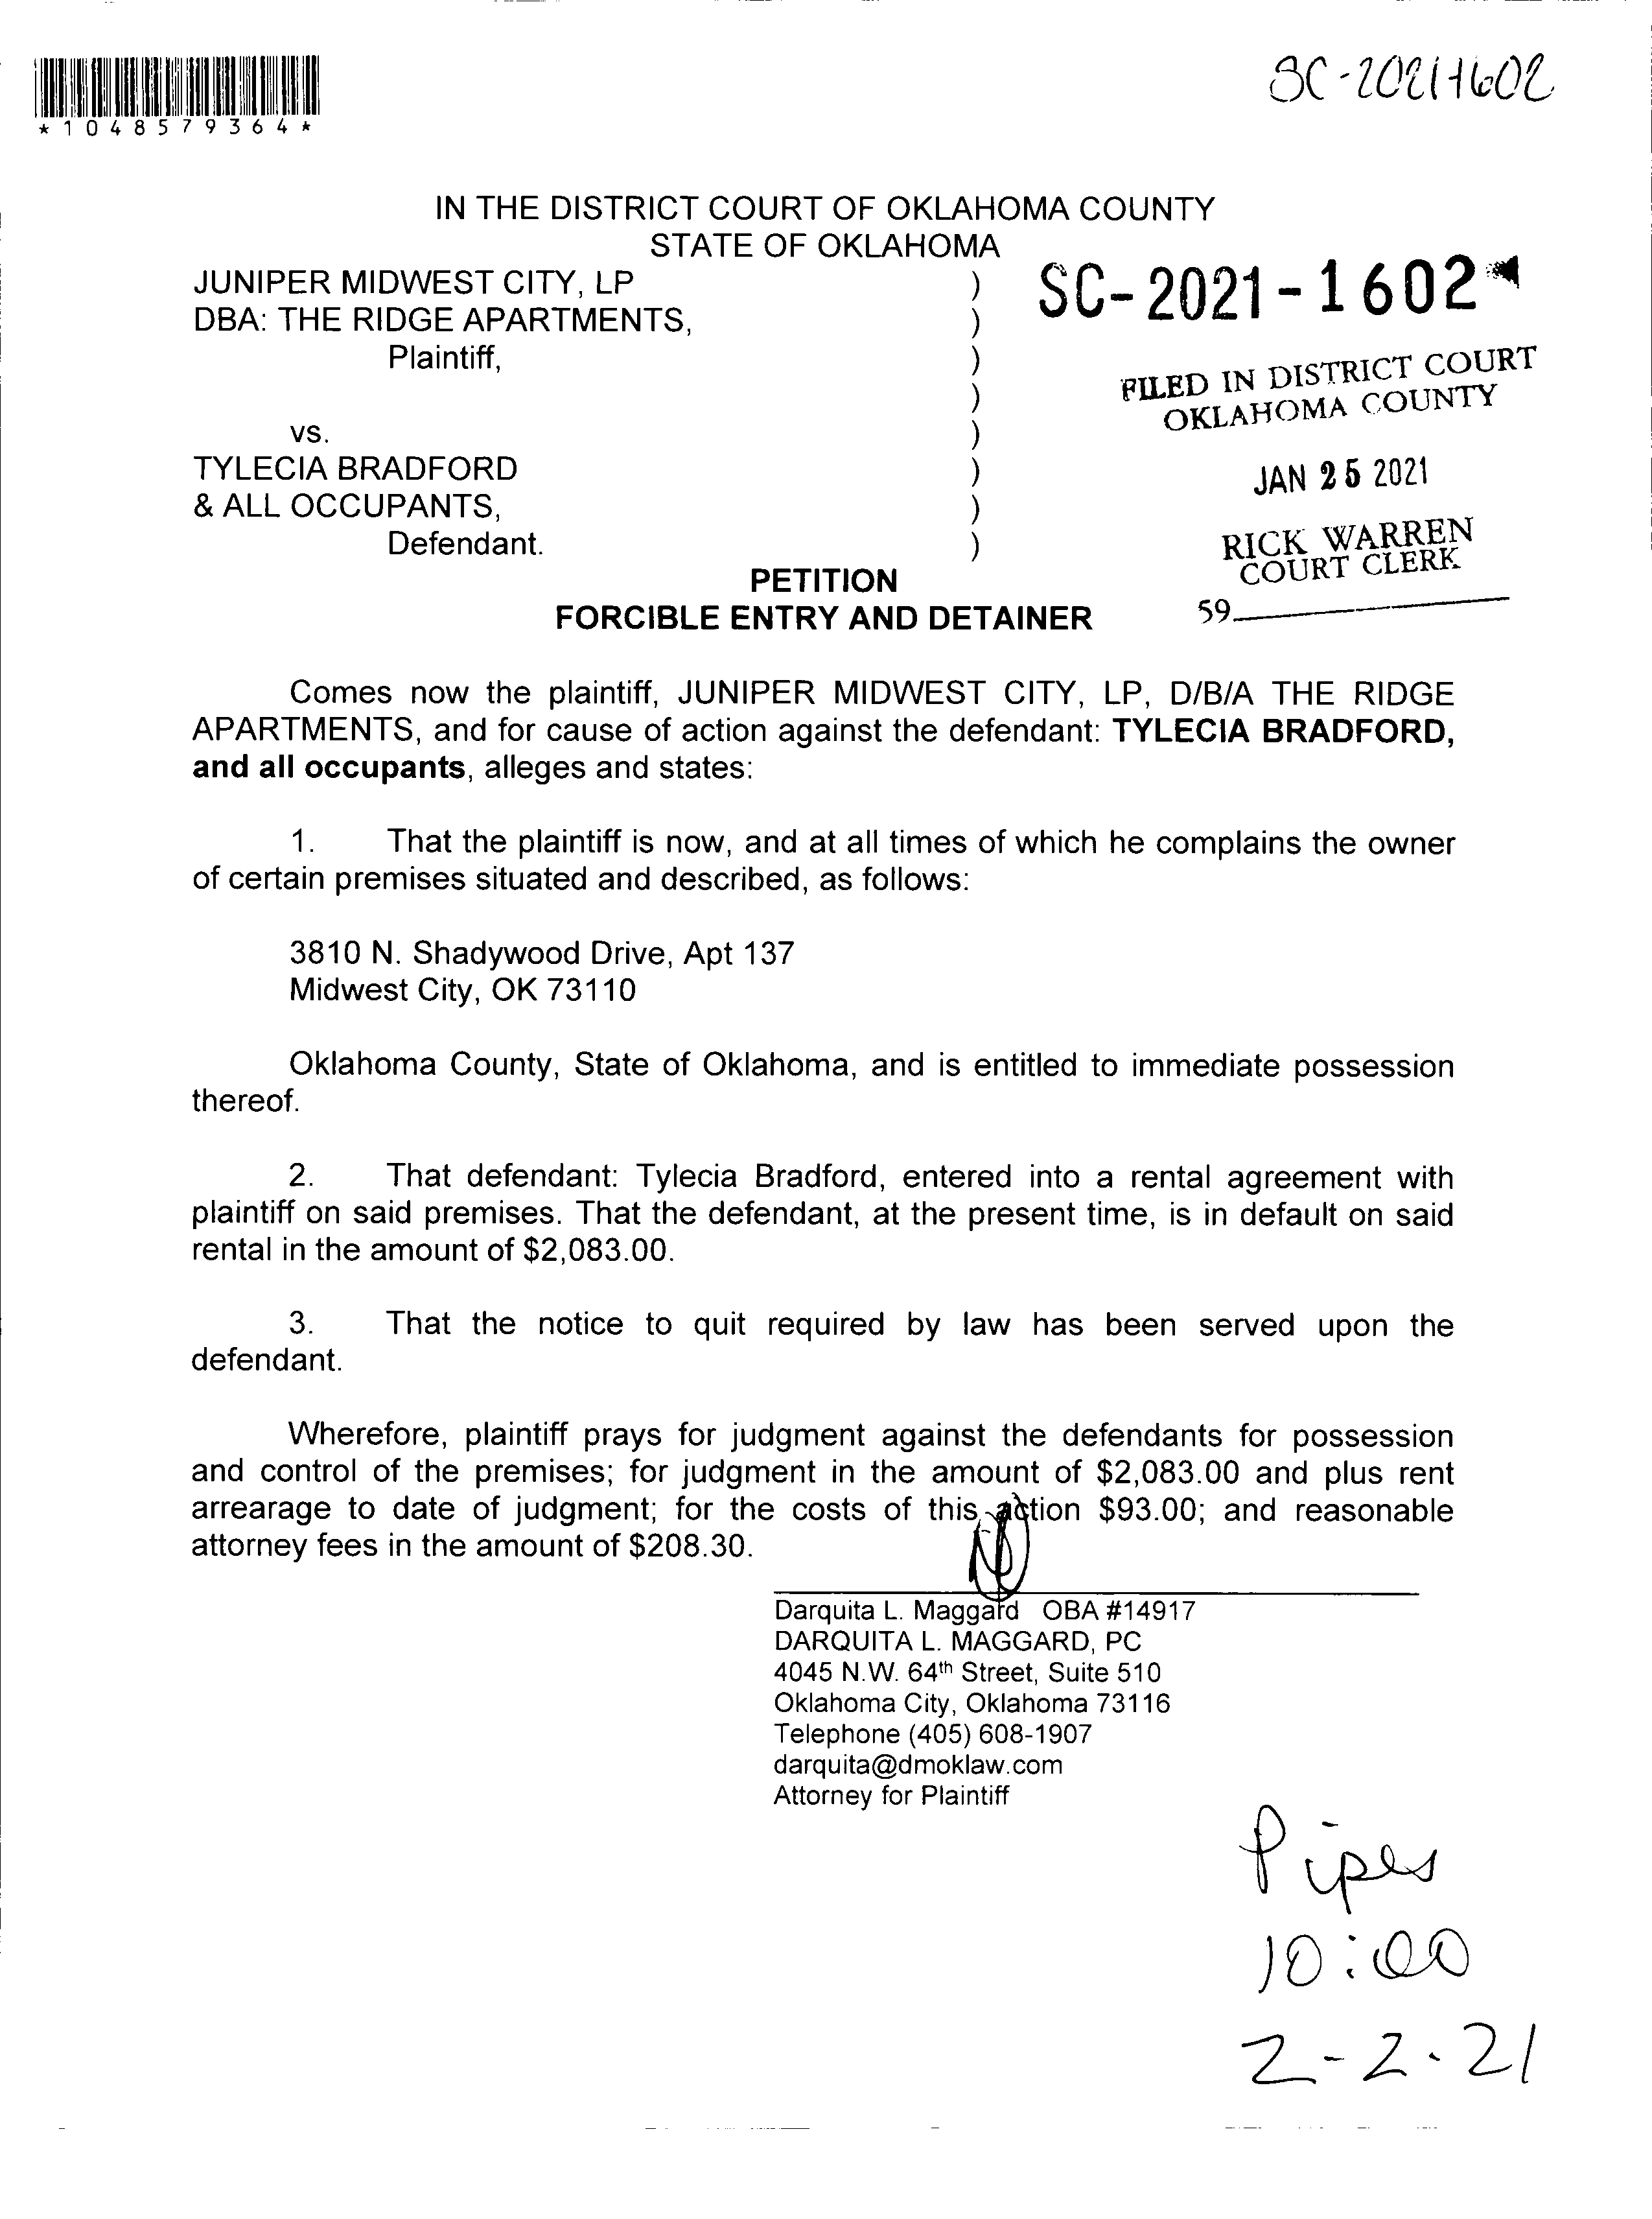 SC-2021-1602
*1048579364*
IN THE DISTRICT COURT OF OKLAHOMA COUNTY
STATE OF OKLAHOMA
JUNIPER MIDWEST CITY, LP )
DBA: THE RIDGE APARTMENTS, )
Plaintiff, )
)
vs. )
TYLECIA BRADFORD )
& ALL OCCUPANTS, )
Defendant. )
SC-2021-1602
FILED IN DISTRICT COURT
OKLAHOMA COUNTY
JAN 25 2021
RICK WARREN
COURT CLERK
59
PETITION
FORCIBLE ENTRY AND DETAINER
Comes now the plaintiff, JUNIPER MIDWEST CITY, LP, D/B/A THE RIDGE
APARTMENTS, and for cause of action against the defendant: TYLECIA BRADFORD,
and all occupants, alleges and states:
1. That the plaintiff is now, and at all times of which he complains the owner
of certain premises situated and described, as follows:
3810 N. Shadywood Drive, Apt 137
Midwest City, OK 73110
Oklahoma County, State of Oklahoma, and is entitled to immediate possession
thereof.
2. That defendant: Tylecia Bradford, entered into a rental agreement with
plaintiff on said premises. That the defendant, at the present time, is in default on said
rental in the amount of $2,083.00.
3. That the notice to quit required by law has been served upon the
defendant.
Wherefore, plaintiff prays for judgment against the defendants for possession
and control of the premises; for judgment in the amount of $2,083.00 and plus rent
arrearage to date of judgment; for the costs of this action $93.00; and reasonable
attorney fees in the amount of $208.30.
Darquita L. Maggard OBA #14917
DARQUITA L. MAGGARD, PC
4045 N.W. 64th Street, Suite 510
Oklahoma City, Oklahoma 73116
Telephone (405) 608-1907
darquita@dmoklaw.com
Attorney for Plaintiff
Pipes
10:00
2-2-21